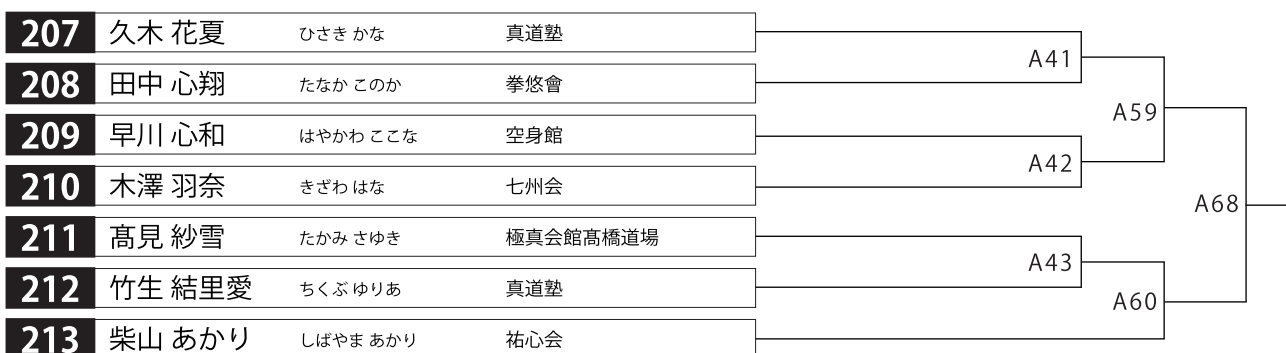 207 久木 花夏 ひさき かな 真道塾
A41
208 田中 心翔 たなか このか 拳悠會
A59
209 早川 心和 はやかわ ここな 空身館
A42
210 木澤 羽奈 きざわ はな 七州会
A68
211 髙見 紗雪 たかみ さゆき 極真会館髙橋道場
A43
212 竹生 結里愛 ちくぶ ゆりあ 真道塾
A60
213 柴山 あかり しばやま あかり 祐心会